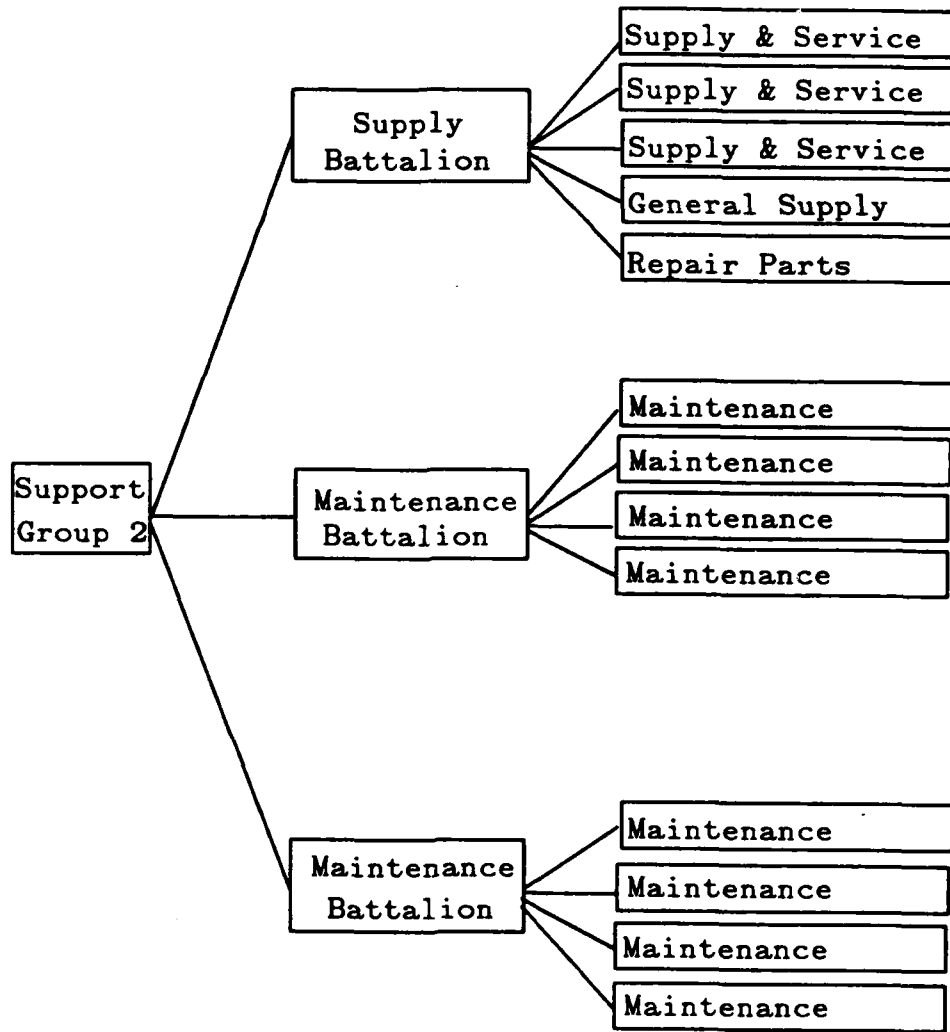 Supply & Service
Supply & Service
Supply
Battalion
Supply & Service
General Supply
Repair Parts
Maintenance
Maintenance
Support
Group 2
Maintenance
Battalion
Maintenance
Maintenance
Maintenance
Maintenance
Battalion
Maintenance
Maintenance
Maintenance